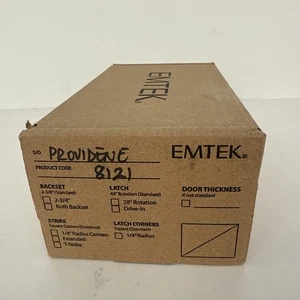 EMTEK
S/O PROVIDENE
EMTEK®
PRODUCT CODE 8121
BACKSET
2-3/8" (Standard)
2-3/4"
Both Backset
LATCH
40° Rotation (Standard)
28° Rotation
Drive-In
DOOR THICKNESS
If not standard
STRIKE
Square Corners (Standard)
1/4" Radius Corners
Extended
T-Strike
LATCH CORNERS
Square (Standard)
1/4" Radius